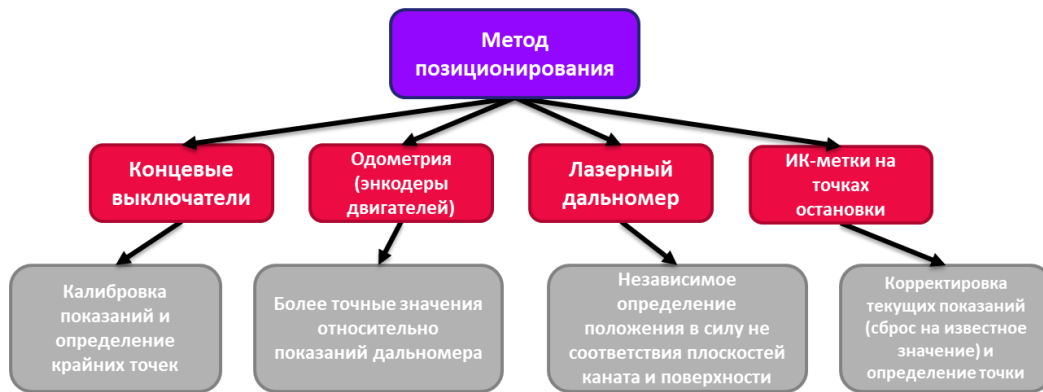 Метод
позиционирования
Концевые
выключатели
Одометрия
(энкодеры
двигателей)
Лазерный
дальномер
ИК-метки на
точках
остановки
Калибровка
показаний и
определение
крайних точек
Более точные значения
относительно
показаний дальномера
Независимое
определение
положения в силу не
соответствия плоскостей
каната и поверхности
Корректировка
текущих показаний
(сброс на известное
значение) и
определение точки